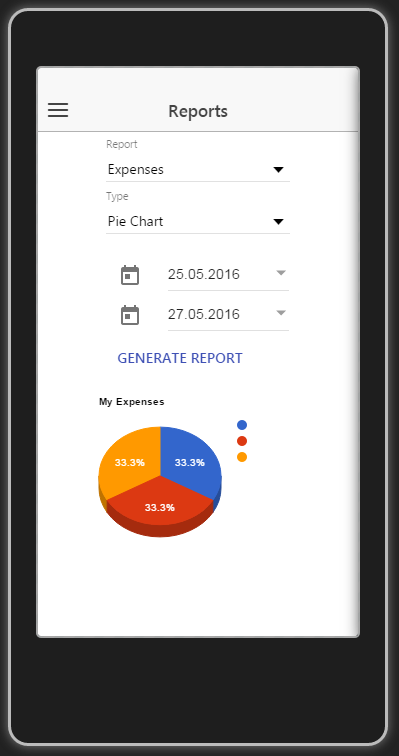 Reports
Report
Expenses
Type
Pie Chart
25.05.2016
27.05.2016
GENERATE REPORT
My Expenses
33.3% 33.3%
33.3%